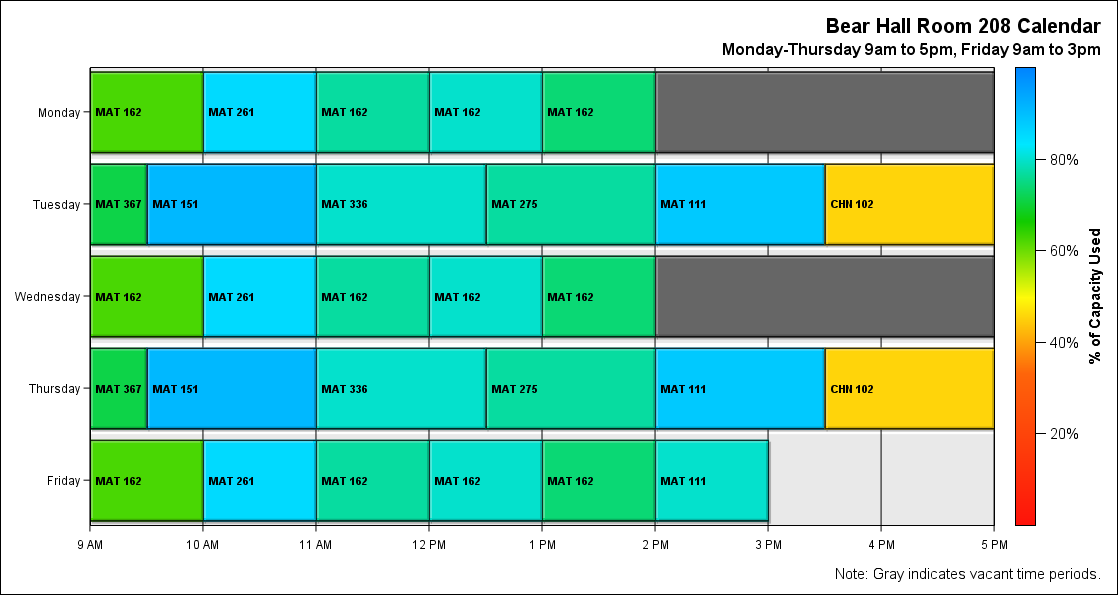 Bear Hall Room 208 Calendar
Monday-Thursday 9am to 5pm, Friday 9am to 3pm
Monday MAT 162 MAT 261 MAT 162 MAT 162 MAT 162
Tuesday MAT 367 MAT 151 MAT 336 MAT 275 MAT 111 CHN 102
Wednesday MAT 162 MAT 261 MAT 162 MAT 162 MAT 162
Thursday MAT 367 MAT 151 MAT 336 MAT 275 MAT 111 CHN 102
Friday MAT 162 MAT 261 MAT 162 MAT 162 MAT 162 MAT 111
9 AM 10 AM 11 AM 12 PM 1 PM 2 PM 3 PM 4 PM 5 PM
80%
60%
40%
20%
% of Capacity Used
Note: Gray indicates vacant time periods.